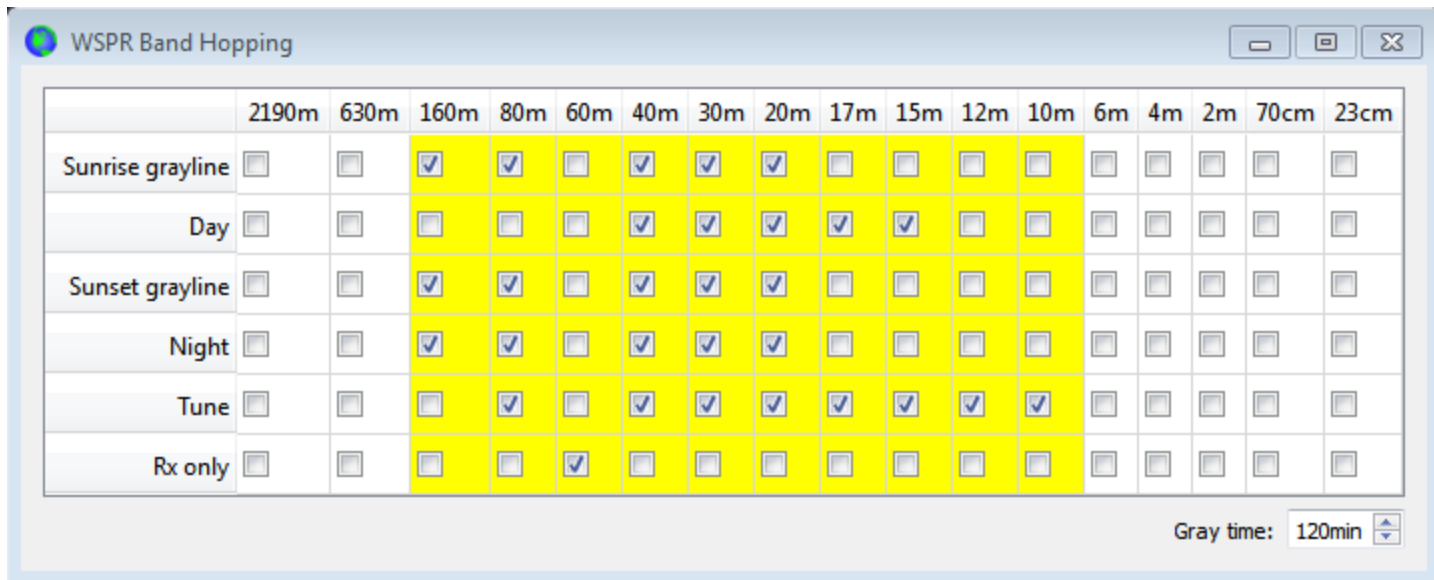 WSPR Band Hopping
2190m 630m 160m 80m 60m 40m 30m 20m 17m 15m 12m 10m 6m 4m 2m 70cm 23cm
Sunrise grayline
Day
Sunset grayline
Night
Tune
Rx only
Gray time: 120min